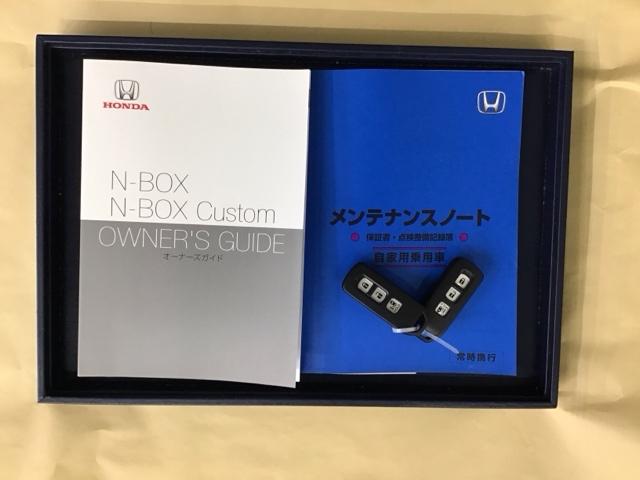 HONDA
N-BOX
N-BOX Custom
OWNER'S GUIDE
オーナーズガイド
メンテナンスノート
保証書・点検整備記録簿
自家用乗用車
常時携行